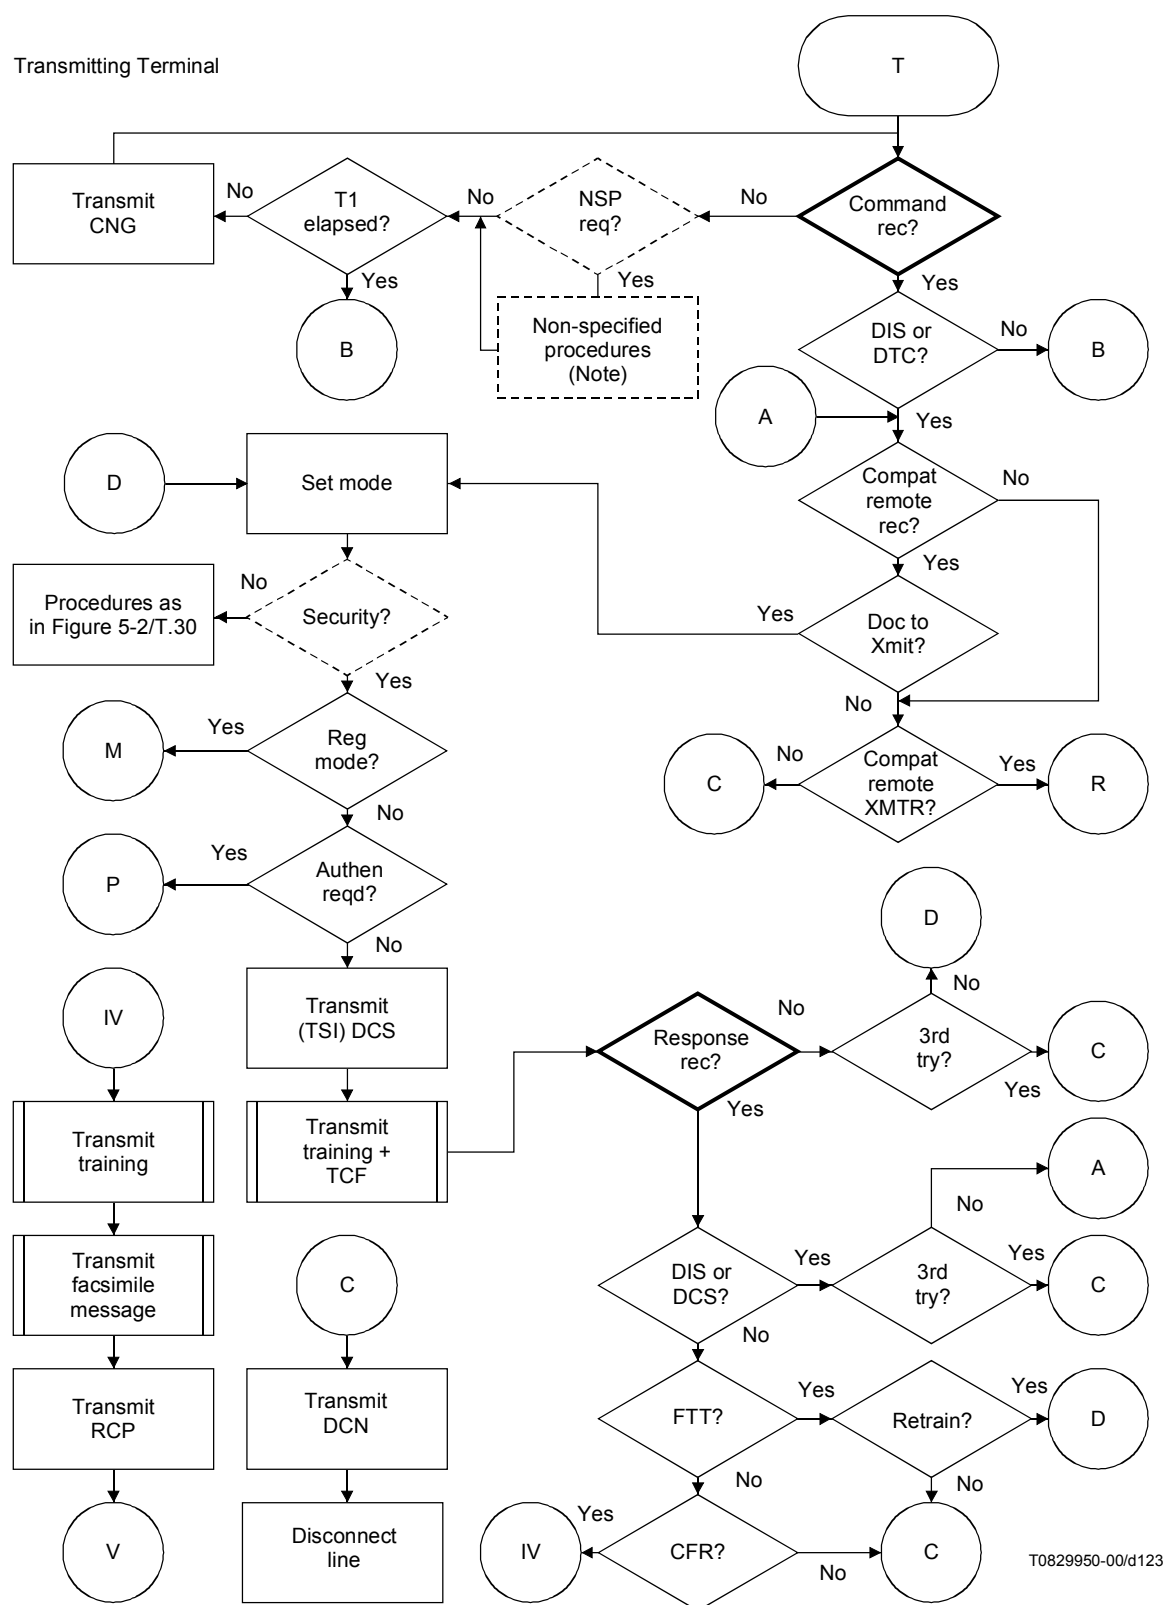 Transmitting Terminal
T
Transmit
CNG
No
T1
elapsed?
No
NSP
req?
No
Command
rec?
Yes
Yes
Yes
B
Non-specified
procedures
(Note)
DIS or
DTC?
No
B
A
Yes
D
Set mode
Compat
remote
rec?
No
Yes
No
Procedures as
in Figure 5-2/T.30
Security?
Yes
Doc to
Xmit?
Yes
No
M
Yes
Reg
mode?
No
C
No
Compat
remote
XMTR?
Yes
R
P
Yes
Authen
reqd?
No
D
No
IV
Transmit
(TSI) DCS
Response
rec?
No
3rd
try?
Yes
C
Yes
Transmit
training
Transmit
training +
TCF
A
No
Transmit
facsimile
message
C
DIS or
DCS?
Yes
3rd
try?
Yes
C
No
Transmit
RCP
Transmit
DCN
FTT?
Yes
Retrain?
Yes
D
No
No
V
Disconnect
line
IV
Yes
CFR?
No
C
T0829950-00/d123